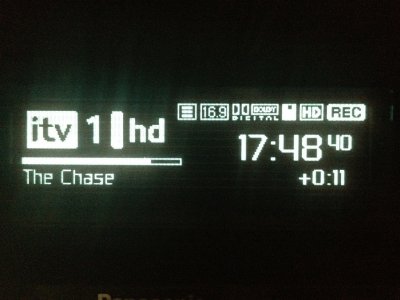 16:9 DOLBY DIGITAL HD REC
itv 1 hd
17:48 40
The Chase
+0:11